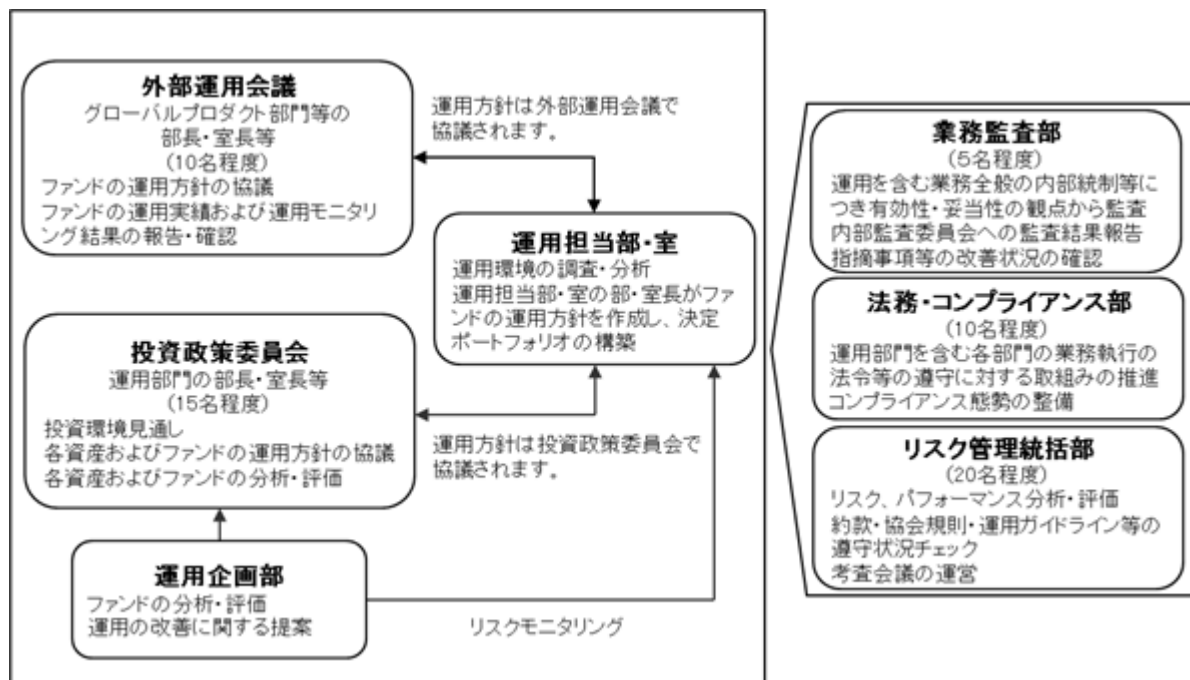 外部運用会議
グローバルプロダクト部門等の
部長・室長等
(10名程度)
ファンドの運用方針の協議
ファンドの運用実績および運用モニタリ
ング結果の報告・確認
運用方針は外部運用会議で
協議されます。
運用担当部・室
運用環境の調査・分析
運用担当部・室の部・室長がファ
ンドの運用方針を作成し、決定
ポートフォリオの構築
投資政策委員会
運用部門の部長・室長等
(15名程度)
投資環境見通し
各資産およびファンドの運用方針の協議
各資産およびファンドの分析・評価
運用方針は投資政策委員会で
協議されます。
運用企画部
ファンドの分析・評価
運用の改善に関する提案
リスクモニタリング
業務監査部
(5名程度)
運用を含む業務全般の内部統制等に
つき有効性・妥当性の観点から監査
内部監査委員会への監査結果報告
指摘事項等の改善状況の確認
法務・コンプライアンス部
(10名程度)
運用部門を含む各部門の業務執行の
法令等の遵守に対する取組みの推進
コンプライアンス態勢の整備
リスク管理統括部
(20名程度)
リスク、パフォーマンス分析・評価
約款・協会規則・運用ガイドライン等の
遵守状況チェック
考査会議の運営